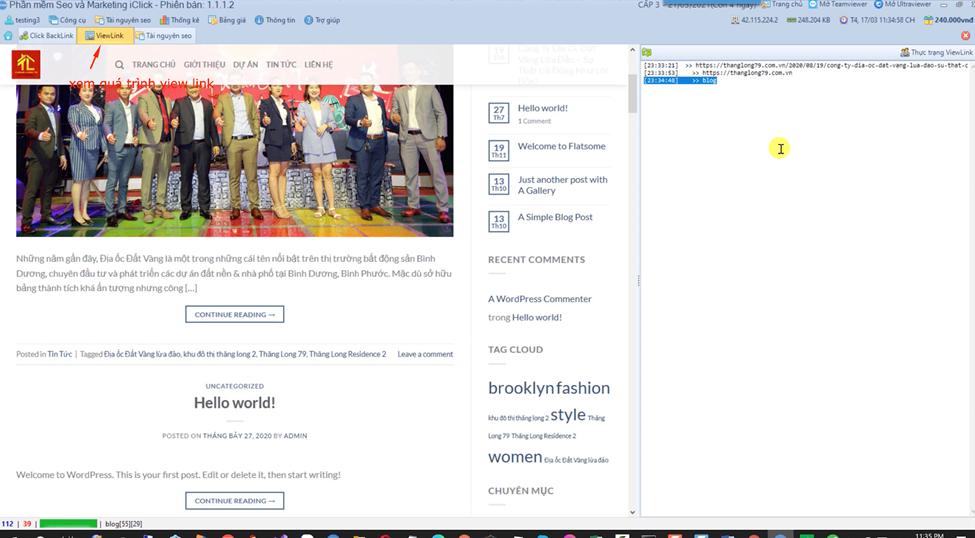 Phần mềm Seo và Marketing iClick - Phiên bản: 1.1.1.2
CẤP 3 - 21/03/2021(Còn 4 ngày)
Trang chủ
Mở Teamviewer
Mở Ultraviewer
testing3
Công cụ
Tài nguyên seo
Thống kê
Bảng giá
Thông tin
Trợ giúp
42.115.224.2
248.204 KB
T4, 17/03 11:34:58 CH
240.000vnđ
Click BackLink
ViewLink
Tài nguyên seo
xem quá trình view link
TRANG CHỦ
GIỚI THIỆU
DỰ ÁN
TIN TỨC
LIÊN HỆ
27
Th7
Hello world!
1 Comment
19
Th11
Welcome to Flatsome
13
Th10
Just another post with
A Gallery
13
Th10
A Simple Blog Post
Những năm gần đây, Địa ốc Đất Vàng là một trong những cái tên nổi bật trên thị trường bất động sản Bình
Dương, chuyên đầu tư và phát triển các dự án đất nền & nhà phố tại Bình Dương, Bình Phước. Mặc dù sở hữu
bảng thành tích khá ấn tượng nhưng công [...]
CONTINUE READING →
Posted in Tin Tức | Tagged Địa ốc Đất Vàng lừa đảo, khu đô thị thăng long 2, Thăng Long 79, Thăng Long Residence 2
Leave a comment
UNCATEGORIZED
Hello world!
POSTED ON THÁNG BẢY 27, 2020 BY ADMIN
Welcome to WordPress. This is your first post. Edit or delete it, then start writing!
CONTINUE READING →
RECENT COMMENTS
A WordPress Commenter
trong Hello world!
TAG CLOUD
brooklyn fashion
khu đô thị thăng long 2 style Thăng
Long 79 Thăng Long Residence 2
women Địa ốc Đất Vàng lừa đảo
CHUYÊN MỤC
Thực trạng ViewLink
[23:33:21] >> https://thanglong79.com.vn/2020/08/19/cong-ty-dia-oc-dat-vang-lua-dao-su-that-c
[23:33:53] >> https://thanglong79.com.vn
[23:34:48] >> blog
112 | 39 |
| blog[55][29]
11:35 PM